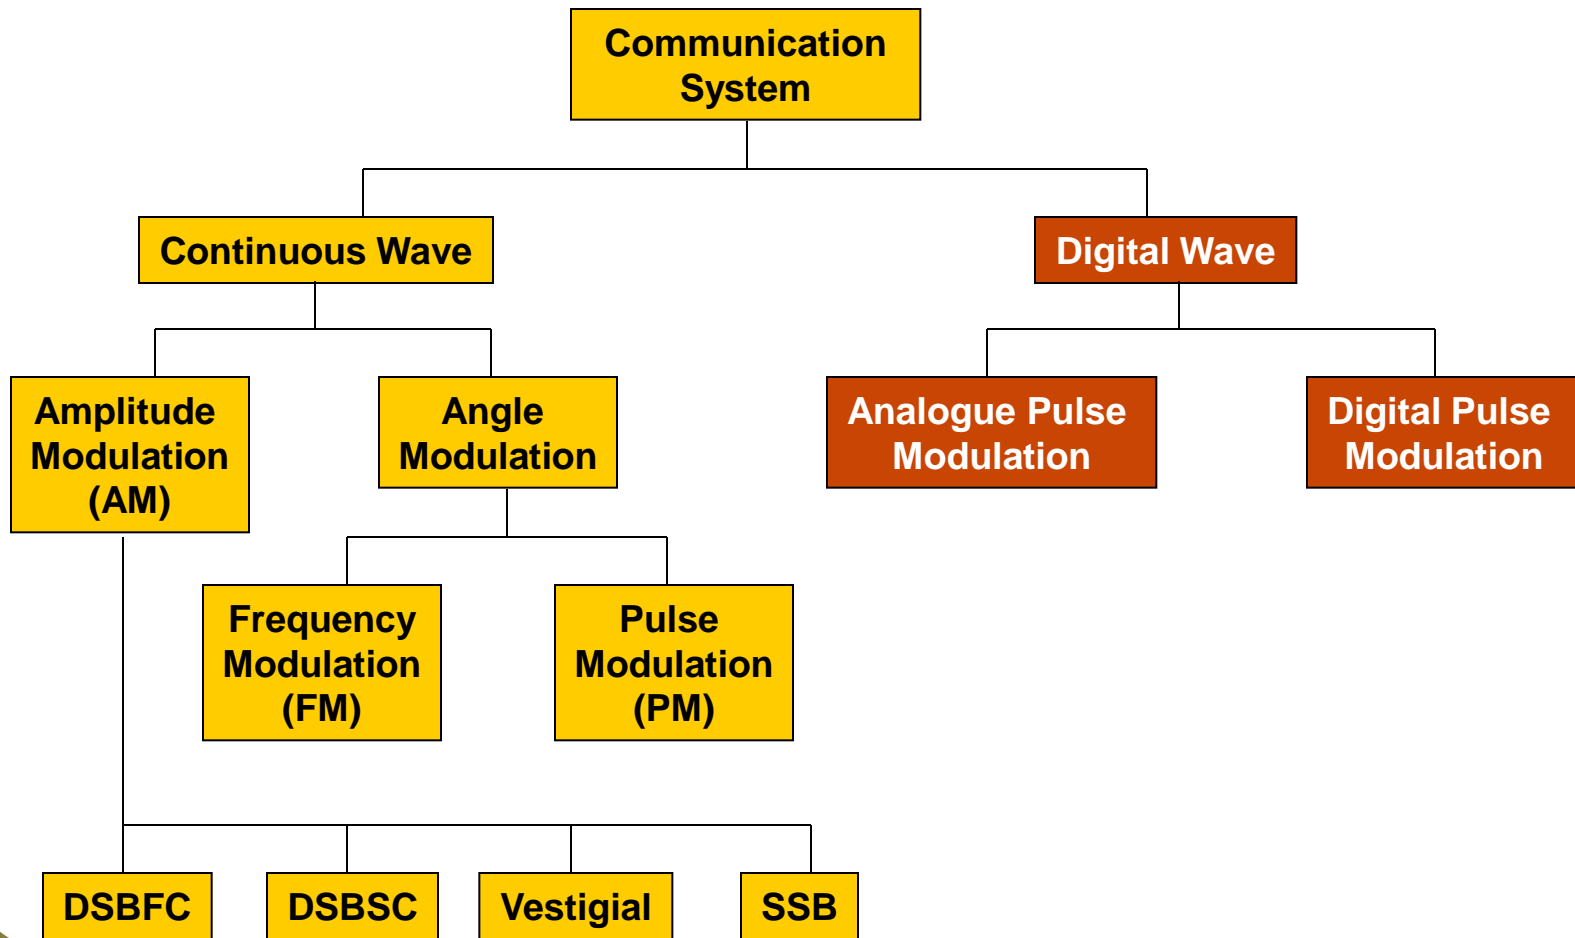 Communication
System
Continuous Wave
Digital Wave
Amplitude
Modulation
(AM)
Angle
Modulation
Analogue Pulse
Modulation
Digital Pulse
Modulation
Frequency
Modulation
(FM)
Pulse
Modulation
(PM)
DSBFC
DSBSC
Vestigial
SSB